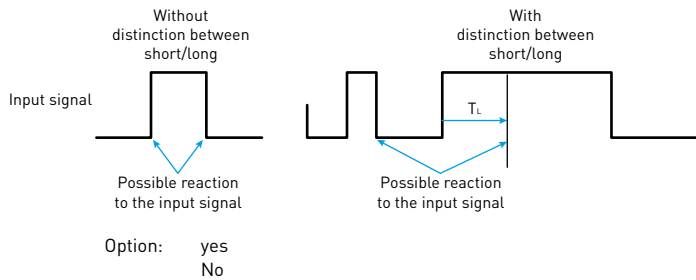 Without
distinction between
short/long
With
distinction between
short/long
Input signal
TL
Possible reaction
to the input signal
Possible reaction
to the input signal
Option: yes
No